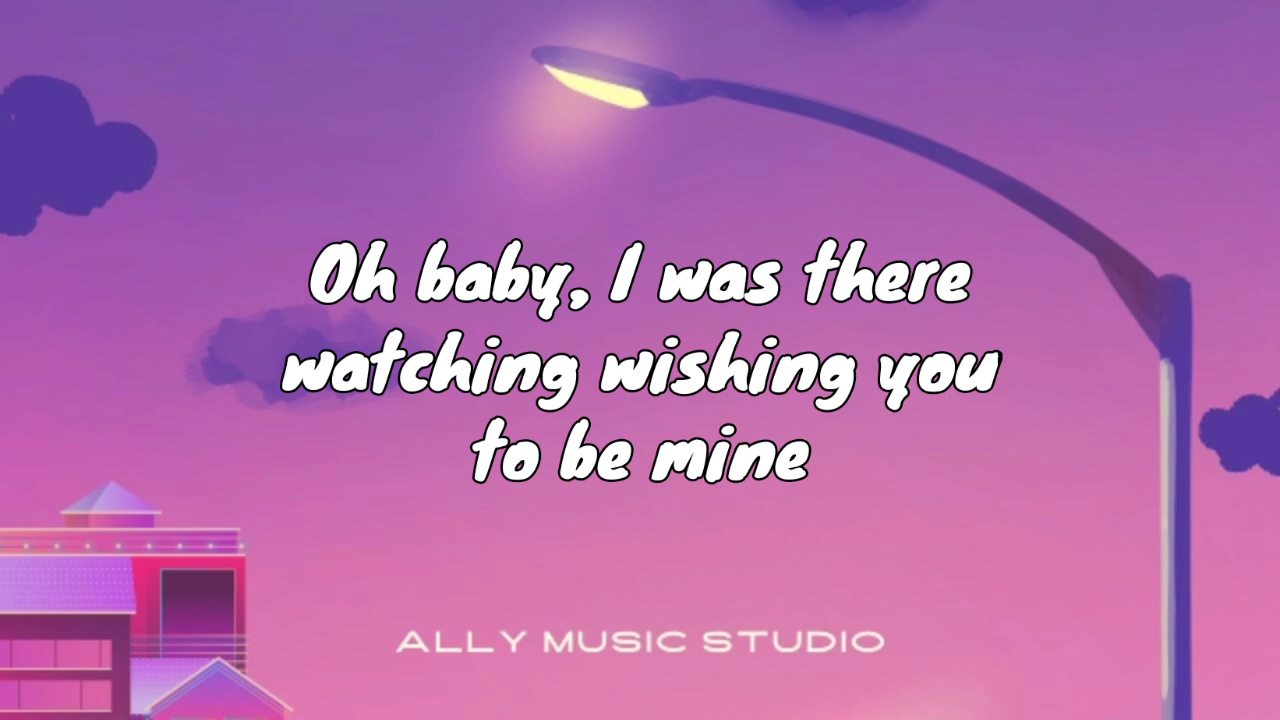 Oh baby, I was there
watching wishing you
to be mine
ALLY MUSIC STUDIO